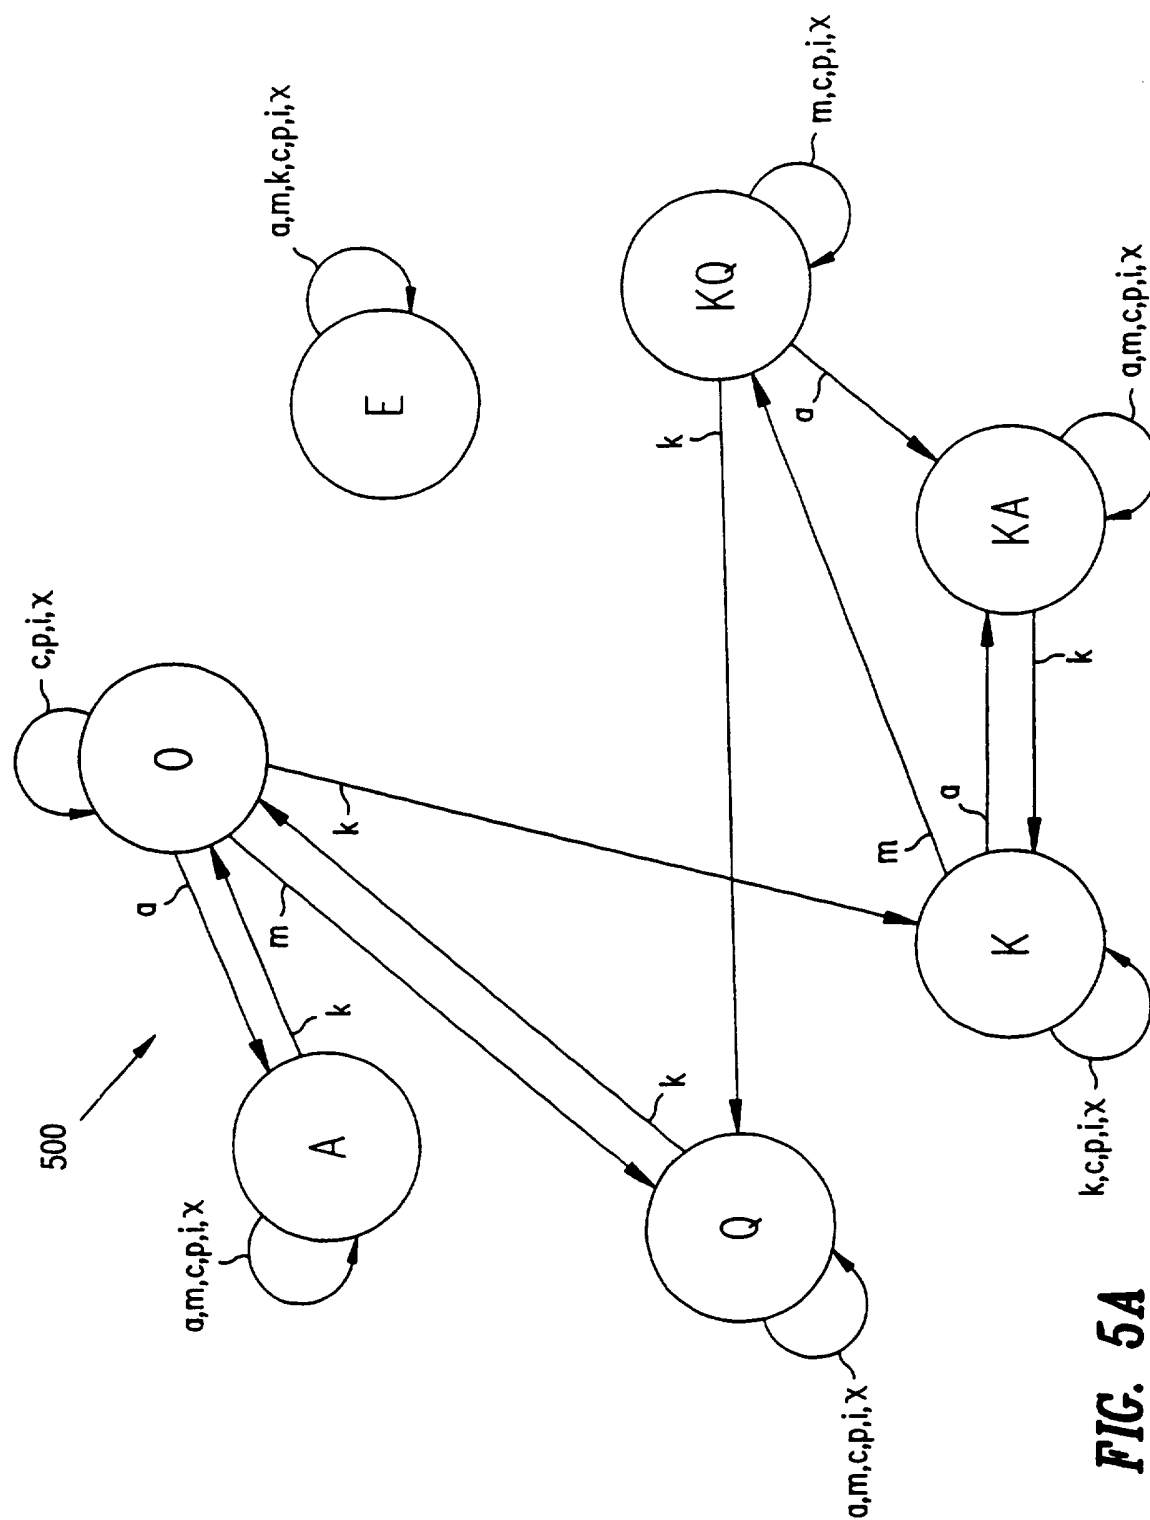 500
a,m,c,p,i,x
A
a
k
c,p,i,x
O
m
k
a,m,k,c,p,i,x
E
k
Q
a,m,c,p,i,x
k
KQ
m,c,p,i,x
a
m
a
k
K
k,c,p,i,x
KA
a,m,c,p,i,x
FIG. 5A